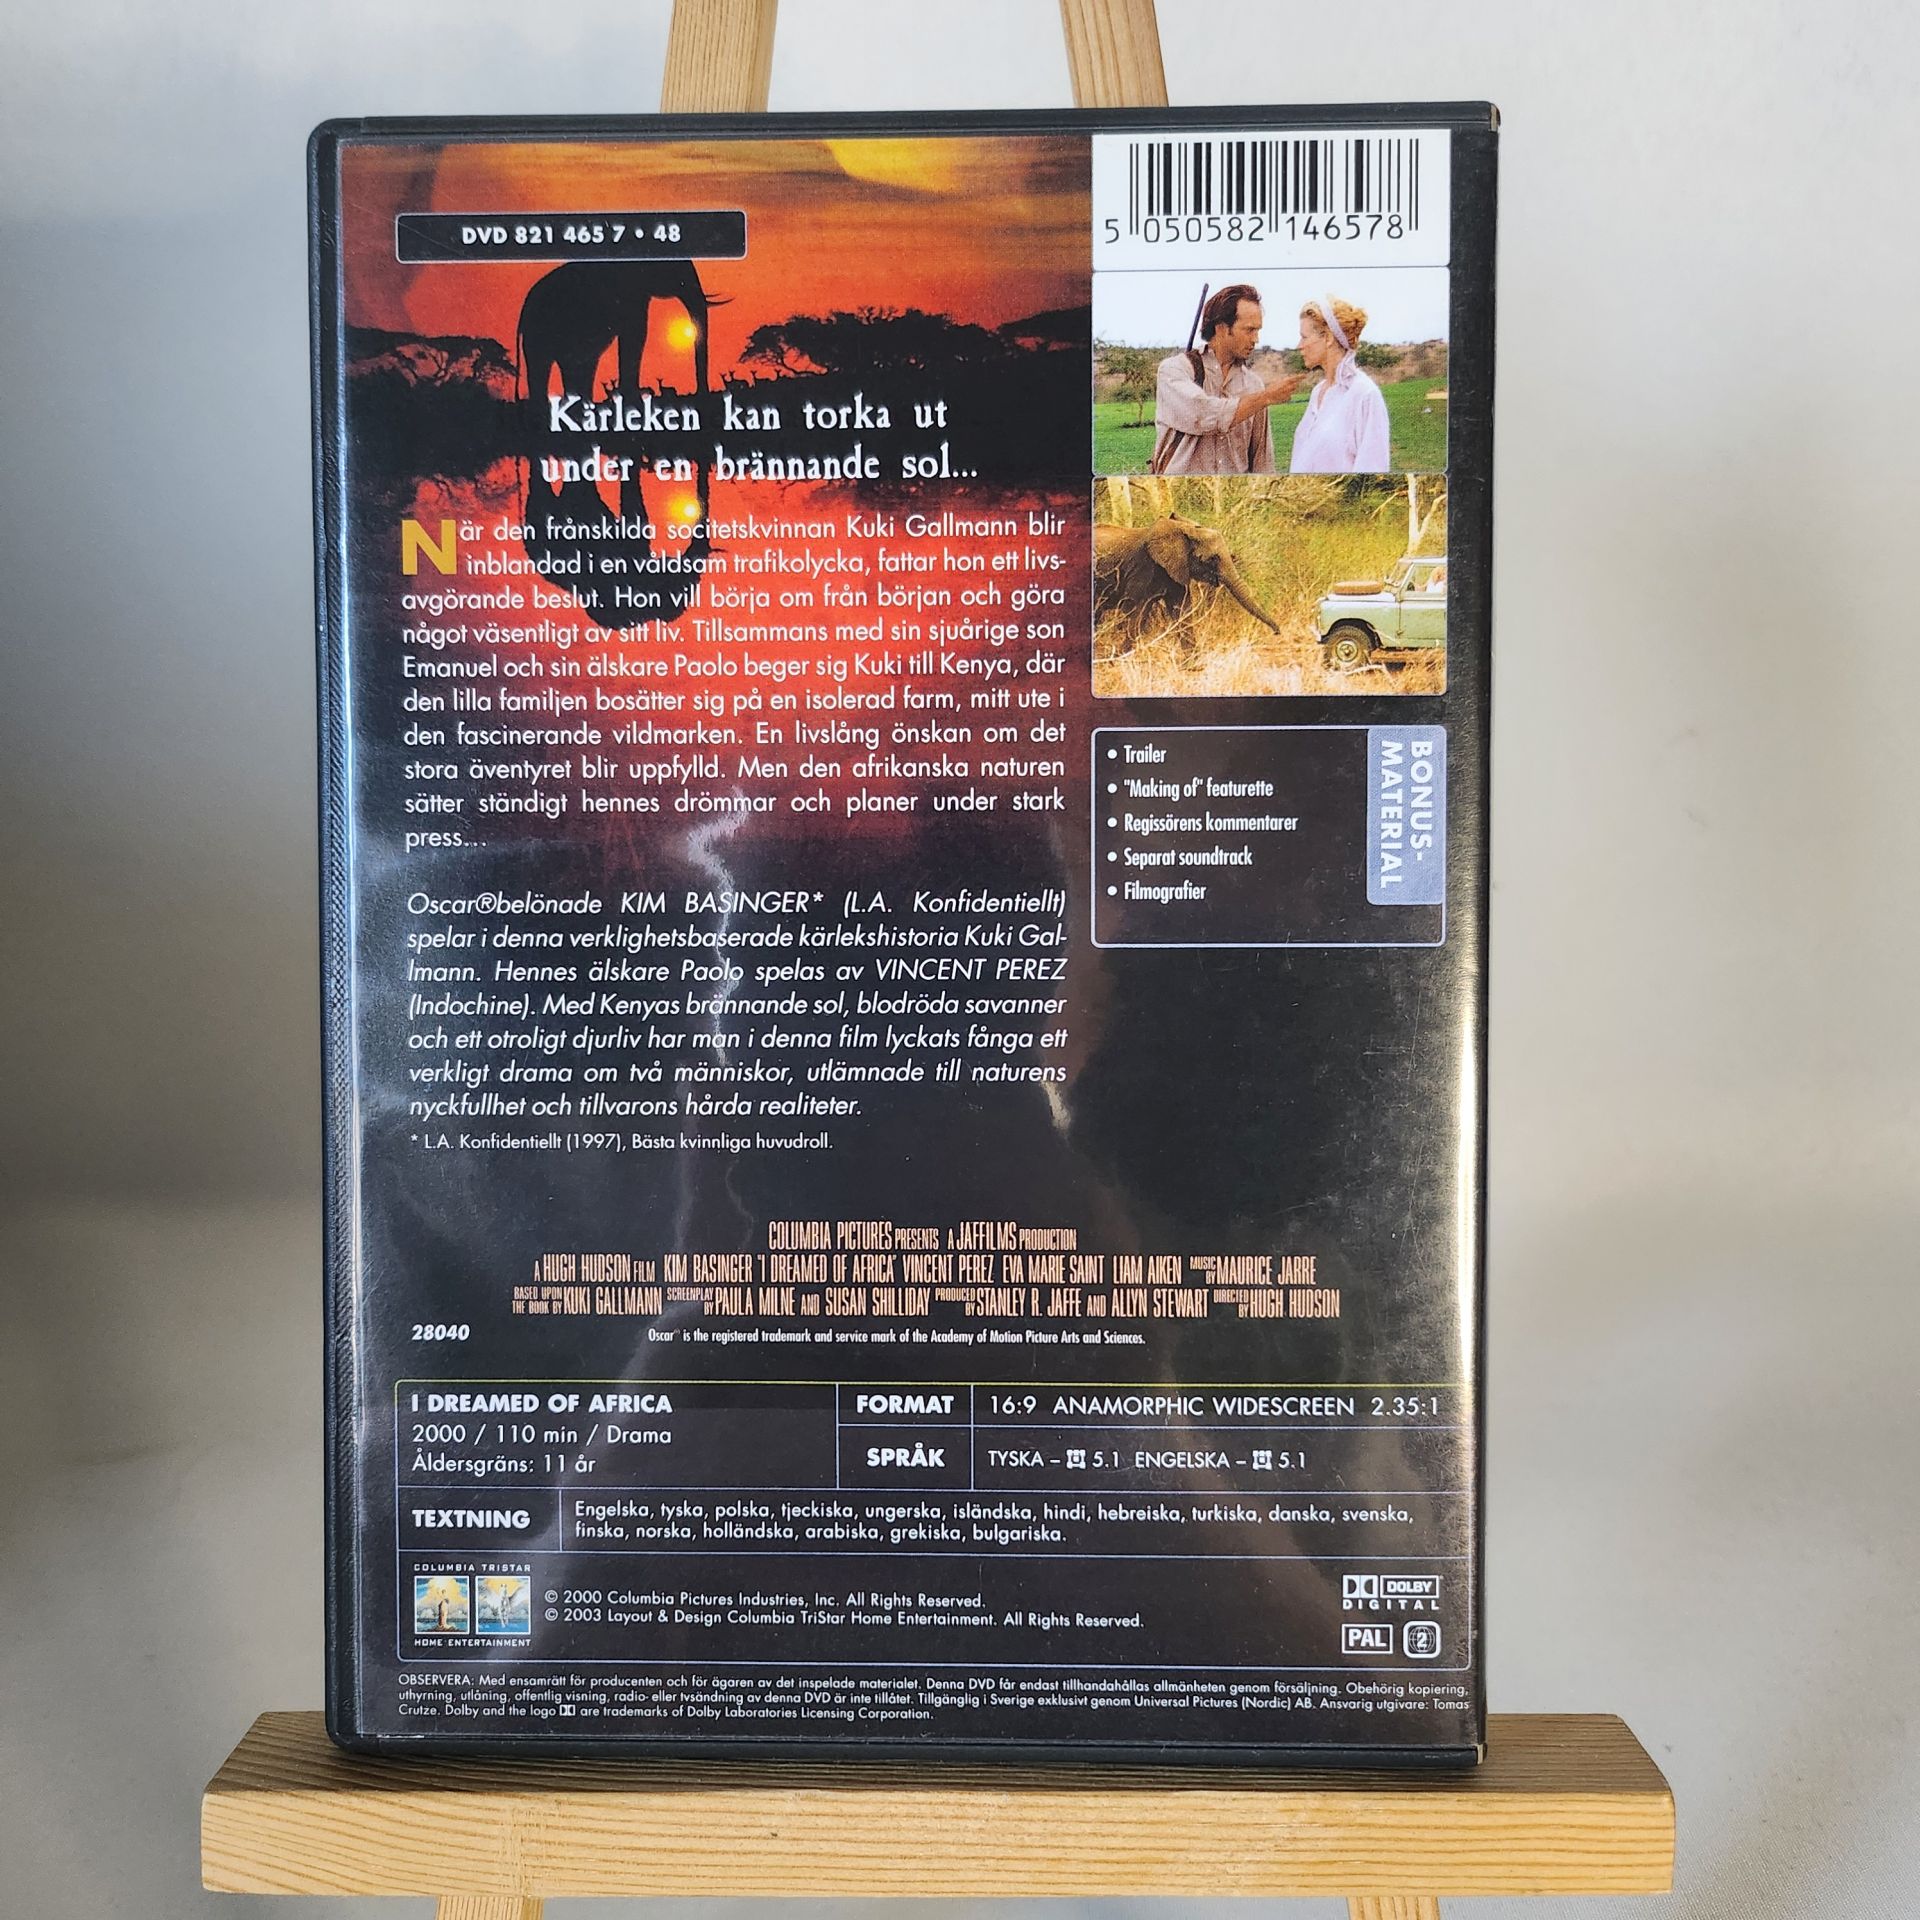 DVD 821 465 7 • 48
5 050582 146578
Kärleken kan torka ut
under en brännande sol...
När den frånskilda societetskvinnan Kuki Gallmann blir
inblandad i en våldsam trafikolycka, fattar hon ett livs-
avgörande beslut. Hon vill börja om från början och göra
något väsentligt av sitt liv. Tillsammans med sin sjuårige son
Emanuel och sin älskare Paolo beger sig Kuki till Kenya, där
den lilla familjen bosätter sig på en isolerad farm, mitt ute i
den fascinerande vildmarken. En livslång önskan om det
stora äventyret blir uppfylld. Men den afrikanska naturen
sätter ständigt hennes drömmar och planer under stark
press...
Oscar®belönade KIM BASINGER* (L.A. Konfidentiellt)
spelar i denna verklighetsbaserade kärlekshistoria Kuki Gal-
lmann. Hennes älskare Paolo spelas av VINCENT PEREZ
(Indochine). Med Kenyas brännande sol, blodröda savanner
och ett otroligt djurliv har man i denna film lyckats fånga ett
verkligt drama om två människor, utlämnade till naturens
nyckfullhet och tillvarons hårda realiteter.
* L.A. Konfidentiellt (1997), Bästa kvinnliga huvudroll.
BONUS-
MATERIAL
• Trailer
• "Making of" featurette
• Regissörens kommentarer
• Separat soundtrack
• Filmografier
COLUMBIA PICTURES PRESENTS A JAFFILMS PRODUCTION
A HUGH HUDSON FILM KIM BASINGER "I DREAMED OF AFRICA" VINCENT PEREZ EVA MARIE SAINT LIAM AIKEN MUSIC BY MAURICE JARRE
BASED UPON THE BOOK BY KUKI GALLMANN SCREENPLAY BY PAULA MILNE AND SUSAN SHILLIDAY PRODUCED BY STANLEY R. JAFFE AND ALLYN STEWART DIRECTED BY HUGH HUDSON
28040
Oscar® is the registered trademark and service mark of the Academy of Motion Picture Arts and Sciences.
I DREAMED OF AFRICA
2000 / 110 min / Drama
Åldersgräns: 11 år
FORMAT
16:9 ANAMORPHIC WIDESCREEN 2.35:1
SPRÅK
TYSKA – 5.1 ENGELSKA – 5.1
TEXTNING
Engelska, tyska, polska, tjeckiska, ungerska, isländska, hindi, hebreiska, turkiska, danska, svenska,
finska, norska, holländska, arabiska, grekiska, bulgariska.
COLUMBIA TRISTAR
HOME ENTERTAINMENT
© 2000 Columbia Pictures Industries, Inc. All Rights Reserved.
© 2003 Layout & Design Columbia TriStar Home Entertainment. All Rights Reserved.
DOLBY
DIGITAL
PAL 2
OBSERVERA: Med ensamrätt för producenten och för ägaren av det inspelade materialet. Denna DVD får endast tillhandahållas allmänheten genom försäljning. Obehörig kopiering,
uthyrning, utlåning, offentlig visning, radio- eller tvsändning av denna DVD är inte tillåtet. Tillgänglig i Sverige exklusivt genom Universal Pictures (Nordic) AB. Ansvarig utgivare: Tomas
Crutze. Dolby and the logo are trademarks of Dolby Laboratories Licensing Corporation.